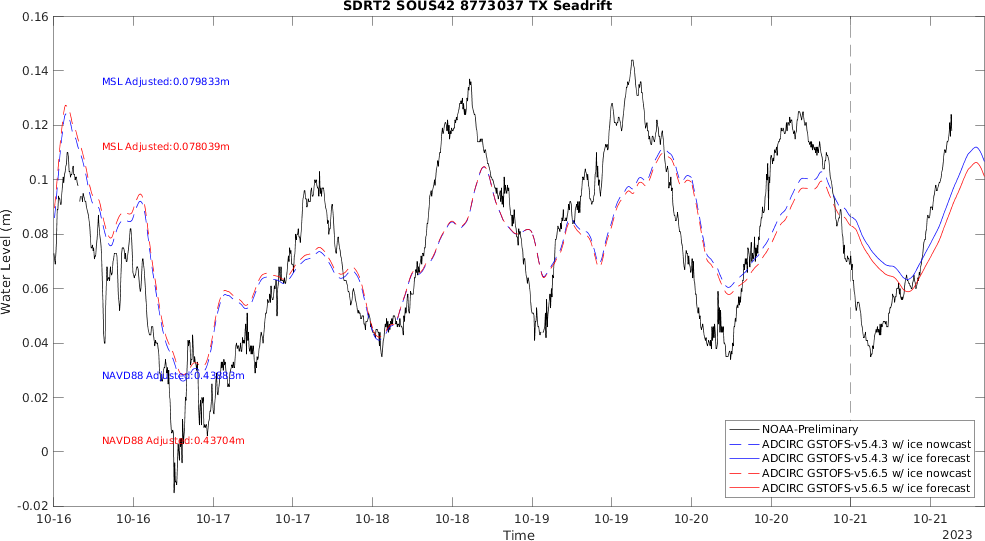 SDRT2 SOUS42 8773037 TX Seadrift
Water Level (m)
0.16
0.14
0.12
0.1
0.08
0.06
0.04
0.02
0
-0.02
MSL Adjusted:0.079833m
MSL Adjusted:0.078039m
NAVD88 Adjusted:0.43883m
NAVD88 Adjusted:0.43704m
NOAA-Preliminary
ADCIRC GSTOFS-v5.4.3 w/ ice nowcast
ADCIRC GSTOFS-v5.4.3 w/ ice forecast
ADCIRC GSTOFS-v5.6.5 w/ ice nowcast
ADCIRC GSTOFS-v5.6.5 w/ ice forecast
10-16 10-16 10-17 10-17 10-18 10-18 10-19 10-19 10-20 10-20 10-21 10-21
Time
2023